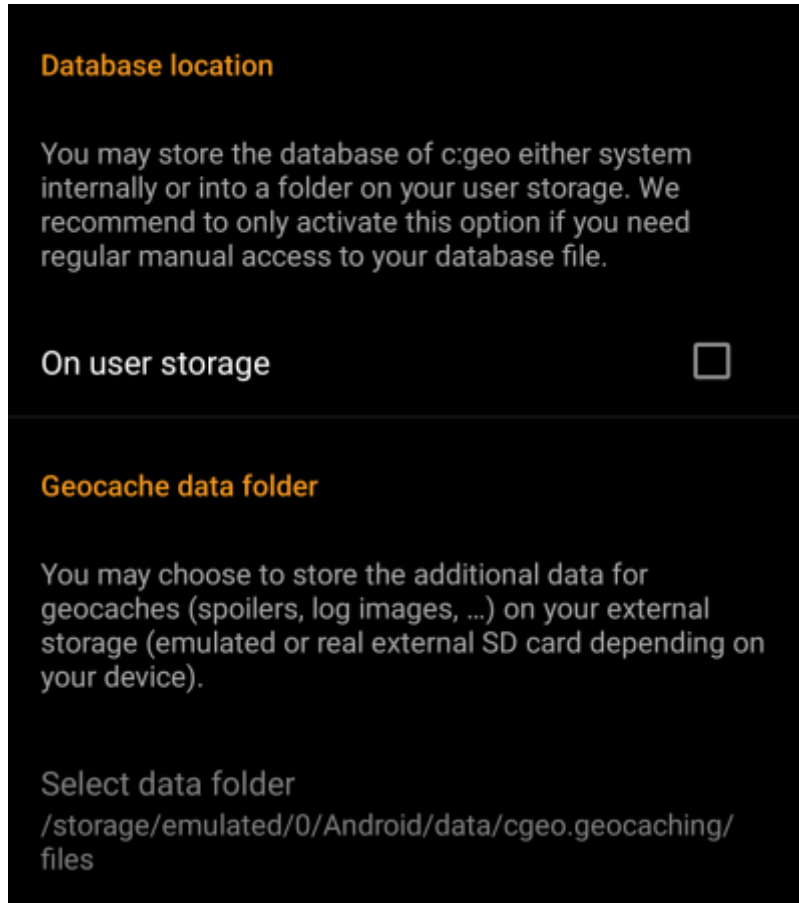 Database location
You may store the database of c:geo either system
internally or into a folder on your user storage. We
recommend to only activate this option if you need
regular manual access to your database file.
On user storage
Geocache data folder
You may choose to store the additional data for
geocaches (spoilers, log images, …) on your external
storage (emulated or real external SD card depending on
your device).
Select data folder
/storage/emulated/0/Android/data/cgeo.geocaching/
files